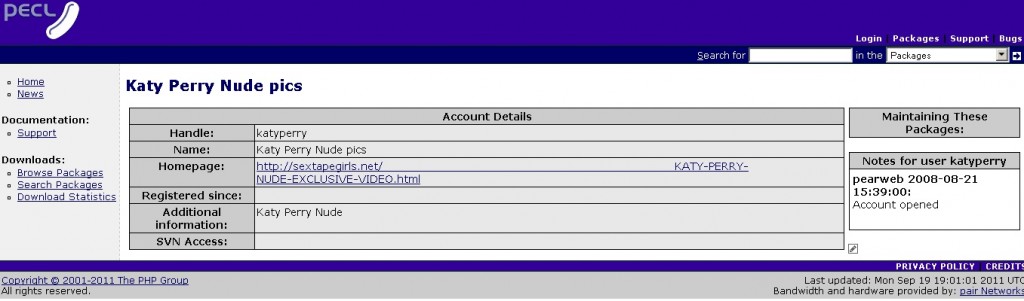 PECL
Login | Packages | Support | Bugs
Search for in the Packages
Home
News
Documentation:
Support
Downloads:
Browse Packages
Search Packages
Download Statistics
Katy Perry Nude pics
Account Details
Handle: katyperry
Name: Katy Perry Nude pics
Homepage: http://sextapegirls.net/ KATY-PERRY-
NUDE-EXCLUSIVE-VIDEO.html
Registered since:
Additional
information: Katy Perry Nude
SVN Access:
Maintaining These
Packages:
Notes for user katyperry
pearweb 2008-08-21
15:39:00:
Account opened
PRIVACY POLICY | CREDITS
Copyright © 2001-2011 The PHP Group
All rights reserved.
Last updated: Mon Sep 19 19:01:01 2011 UTC
Bandwidth and hardware provided by: pair Networks